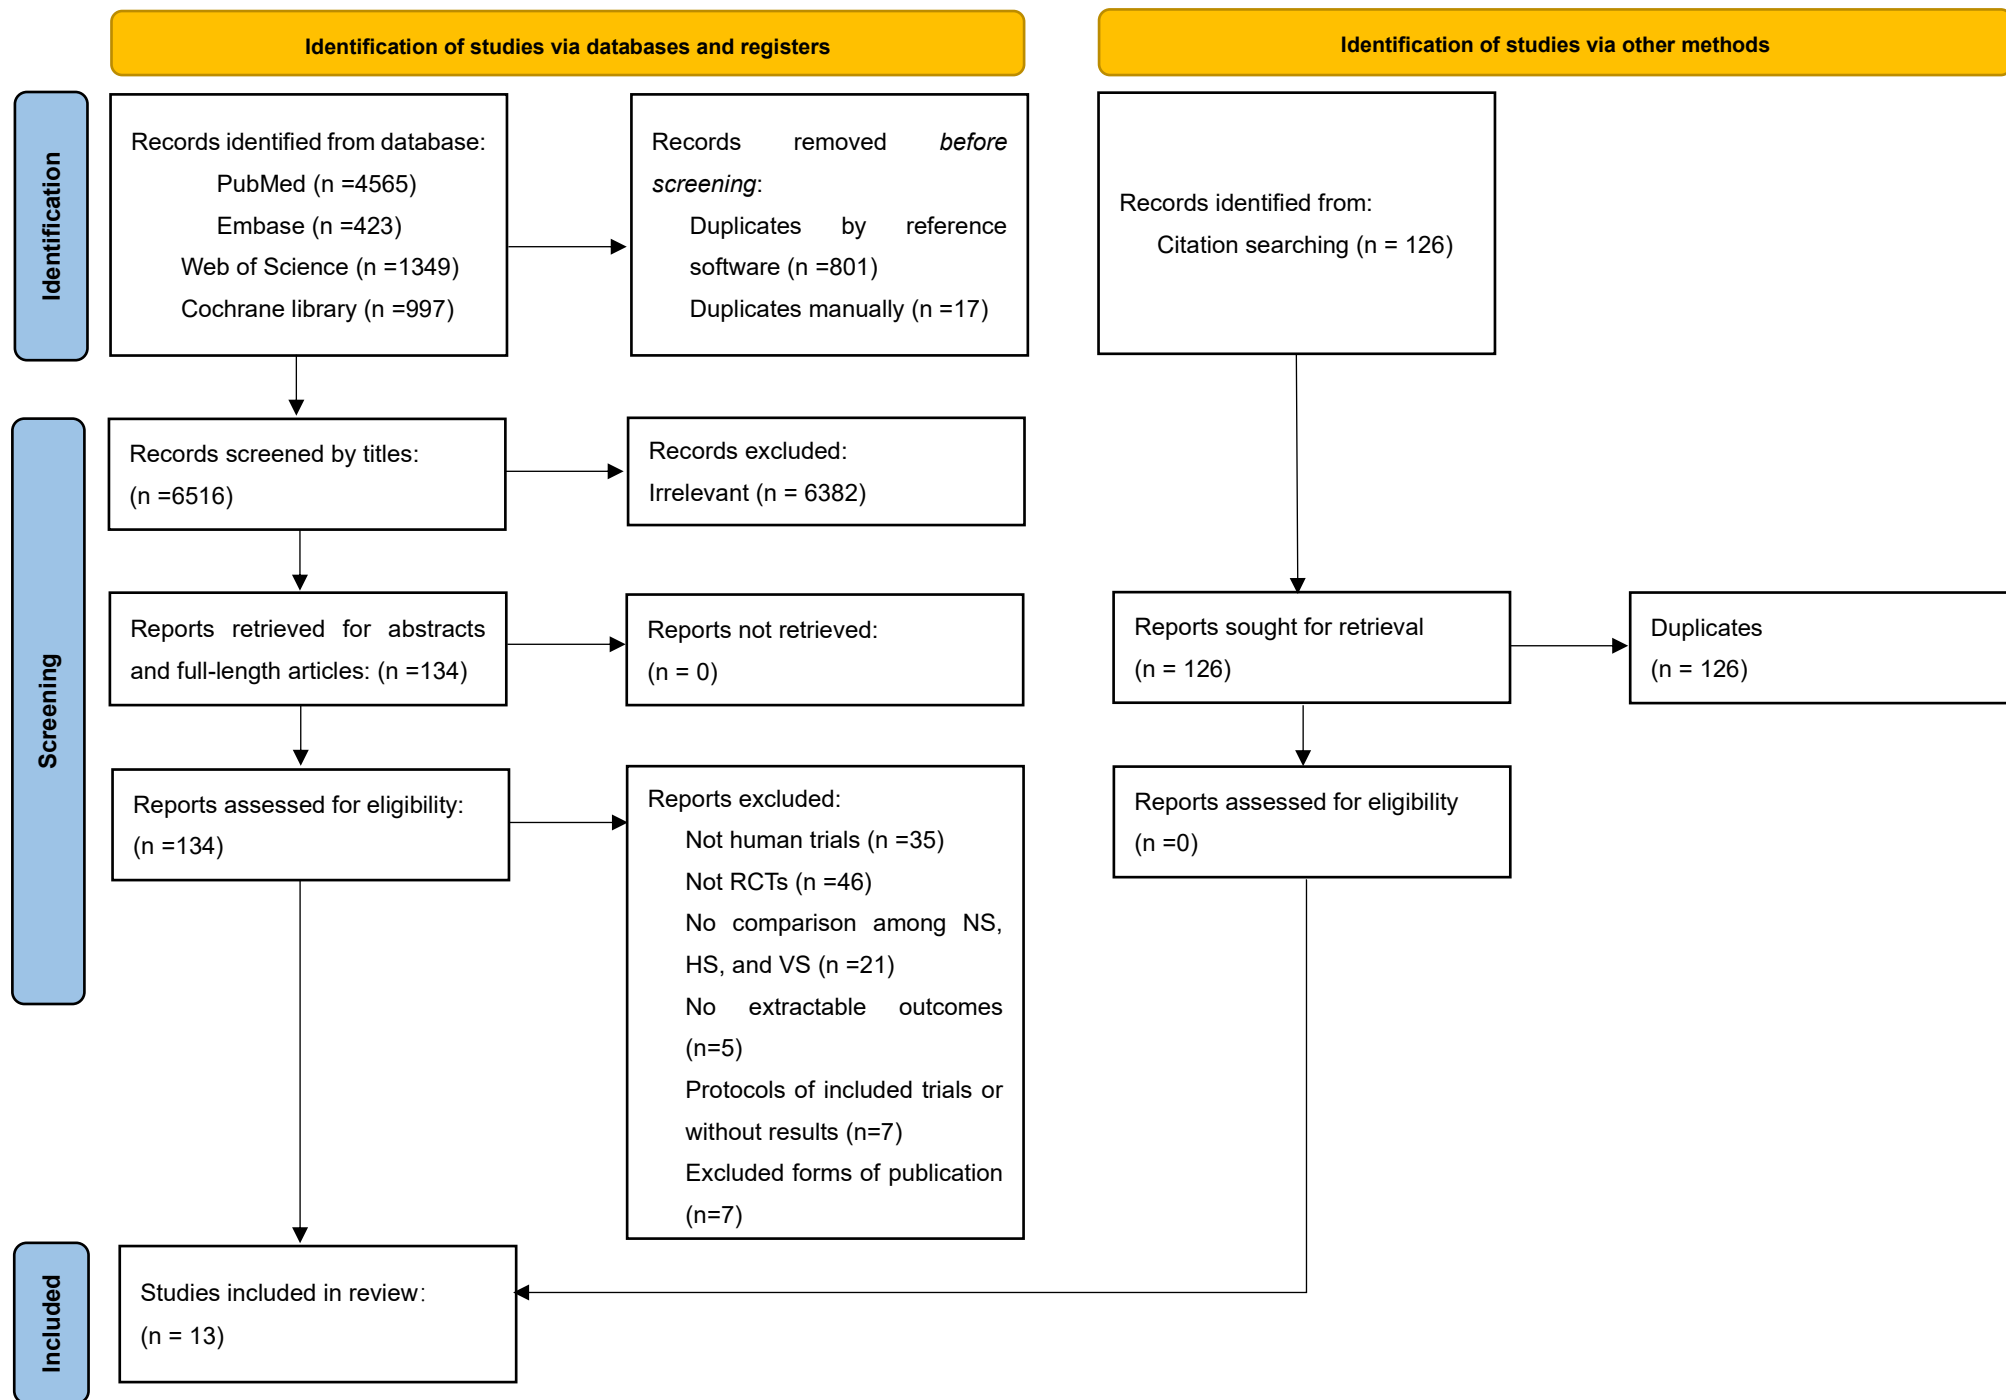 Identification of studies via databases and registers
Identification of studies via other methods
Identification
Records identified from database:
PubMed (n =4565)
Embase (n =423)
Web of Science (n =1349)
Cochrane library (n =997)
Records removed before
screening:
Duplicates by reference
software (n =801)
Duplicates manually (n =17)
Records identified from:
Citation searching (n = 126)
Screening
Records screened by titles:
(n =6516)
Records excluded:
Irrelevant (n = 6382)
Reports retrieved for abstracts
and full-length articles: (n =134)
Reports not retrieved:
(n = 0)
Reports sought for retrieval
(n = 126)
Duplicates
(n = 126)
Reports assessed for eligibility:
(n =134)
Reports excluded:
Not human trials (n =35)
Not RCTs (n =46)
No comparison among NS,
HS, and VS (n =21)
No extractable outcomes
(n=5)
Protocols of included trials or
without results (n=7)
Excluded forms of publication
(n=7)
Reports assessed for eligibility
(n =0)
Included
Studies included in review:
(n = 13)